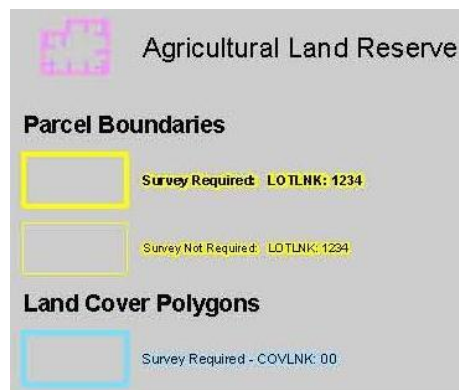 Agricultural Land Reserve
Parcel Boundaries
Survey Required: LOTLNK: 1234
Survey Not Required: LOTLNK: 1234
Land Cover Polygons
Survey Required - COVLNK: 00